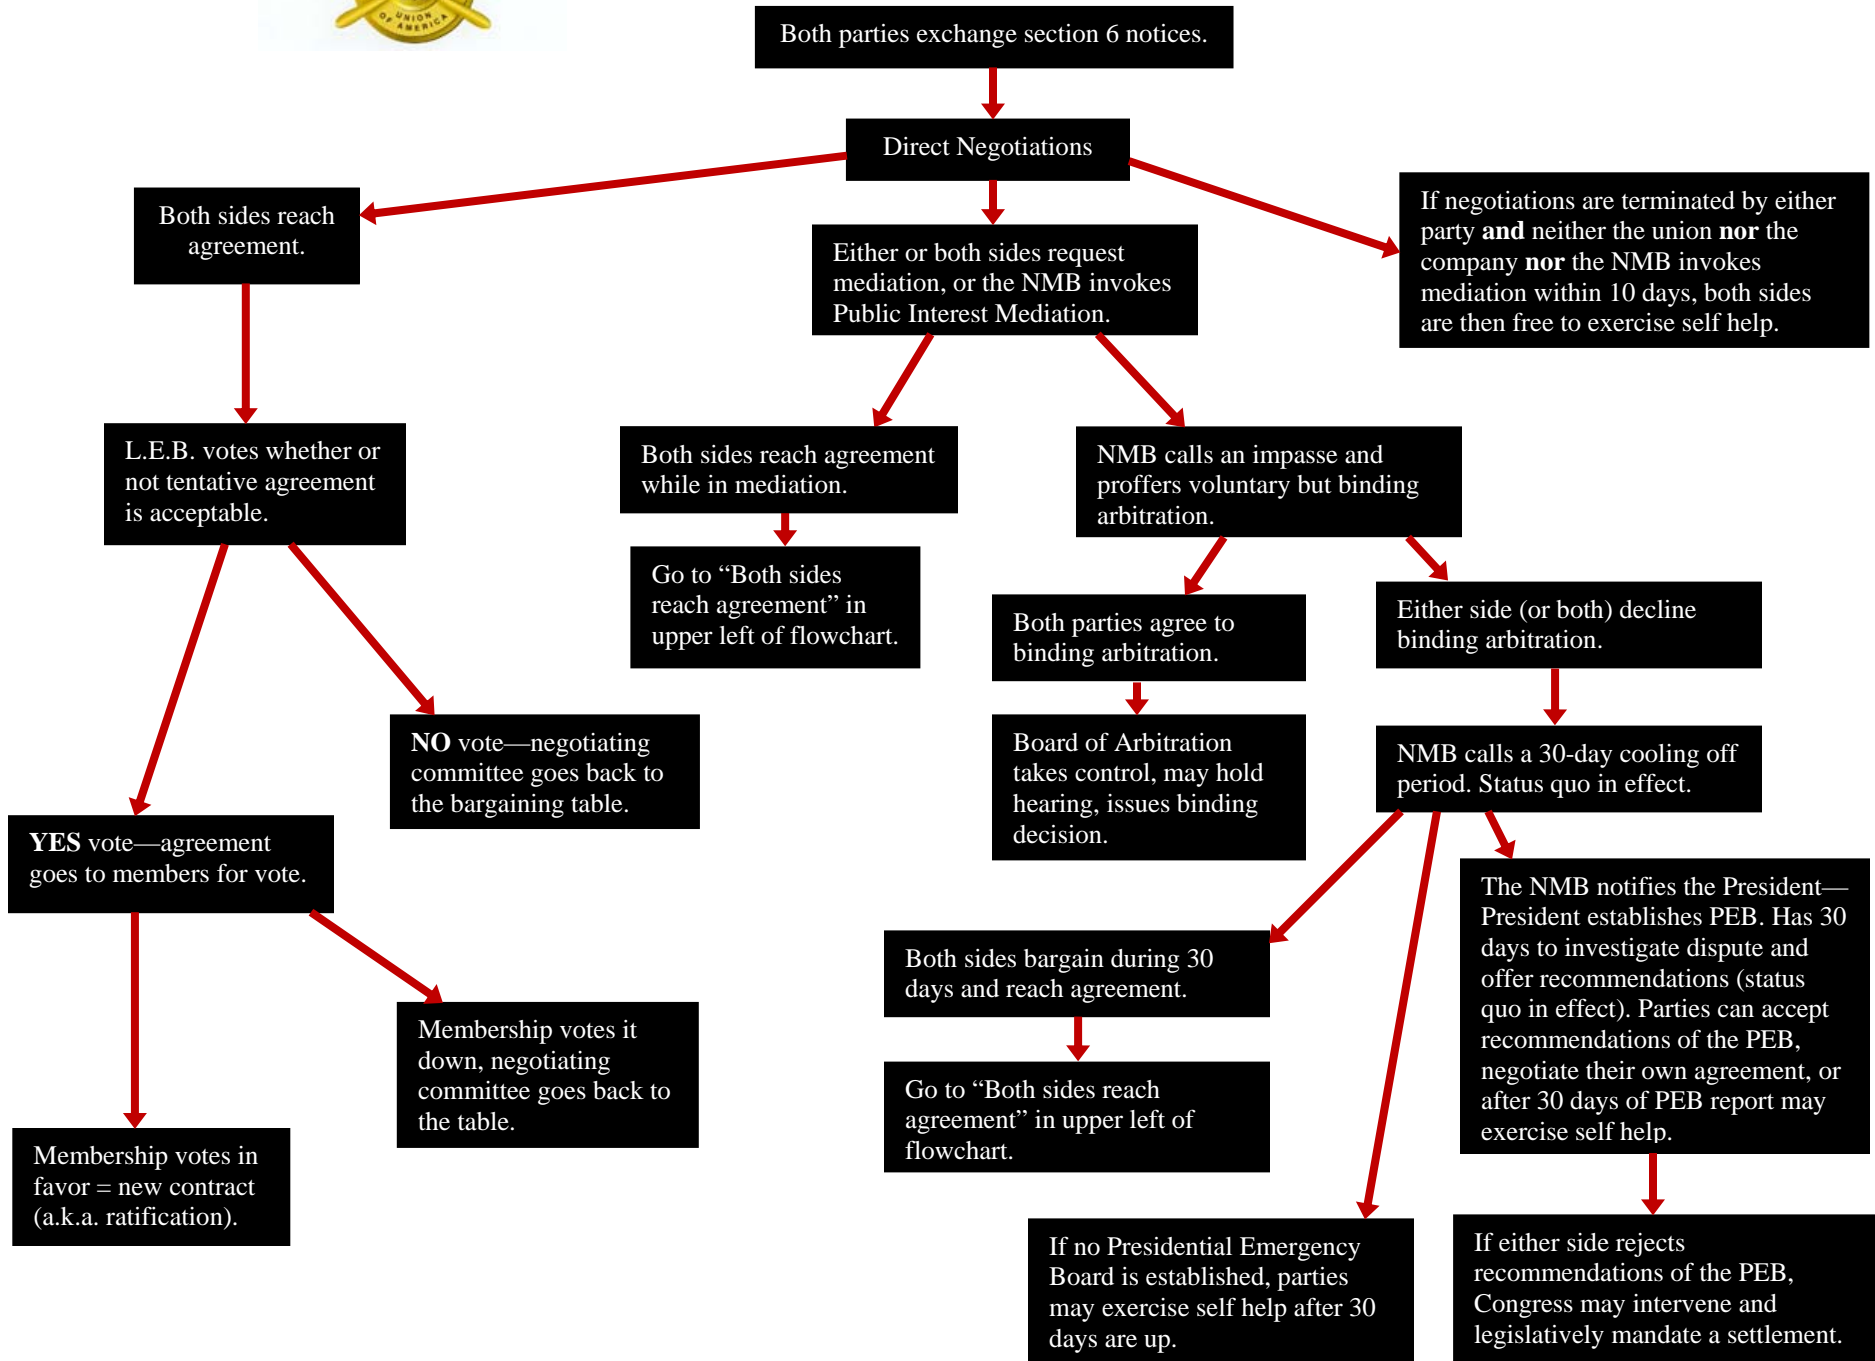 UNION
OF AMERICA
Both parties exchange section 6 notices.
Direct Negotiations
Both sides reach
agreement.
Either or both sides request
mediation, or the NMB invokes
Public Interest Mediation.
If negotiations are terminated by either
party and neither the union nor the
company nor the NMB invokes
mediation within 10 days, both sides
are then free to exercise self help.
L.E.B. votes whether or
not tentative agreement
is acceptable.
Both sides reach agreement
while in mediation.
NMB calls an impasse and
proffers voluntary but binding
arbitration.
Go to “Both sides
reach agreement” in
upper left of flowchart.
Both parties agree to
binding arbitration.
Either side (or both) decline
binding arbitration.
NO vote—negotiating
committee goes back to
the bargaining table.
Board of Arbitration
takes control, may hold
hearing, issues binding
decision.
NMB calls a 30-day cooling off
period. Status quo in effect.
YES vote—agreement
goes to members for vote.
The NMB notifies the President—
President establishes PEB. Has 30
days to investigate dispute and
offer recommendations (status
quo in effect). Parties can accept
recommendations of the PEB,
negotiate their own agreement, or
after 30 days of PEB report may
exercise self help.
Both sides bargain during 30
days and reach agreement.
Membership votes it
down, negotiating
committee goes back to
the table.
Go to “Both sides reach
agreement” in upper left of
flowchart.
Membership votes in
favor = new contract
(a.k.a. ratification).
If no Presidential Emergency
Board is established, parties
may exercise self help after 30
days are up.
If either side rejects
recommendations of the PEB,
Congress may intervene and
legislatively mandate a settlement.